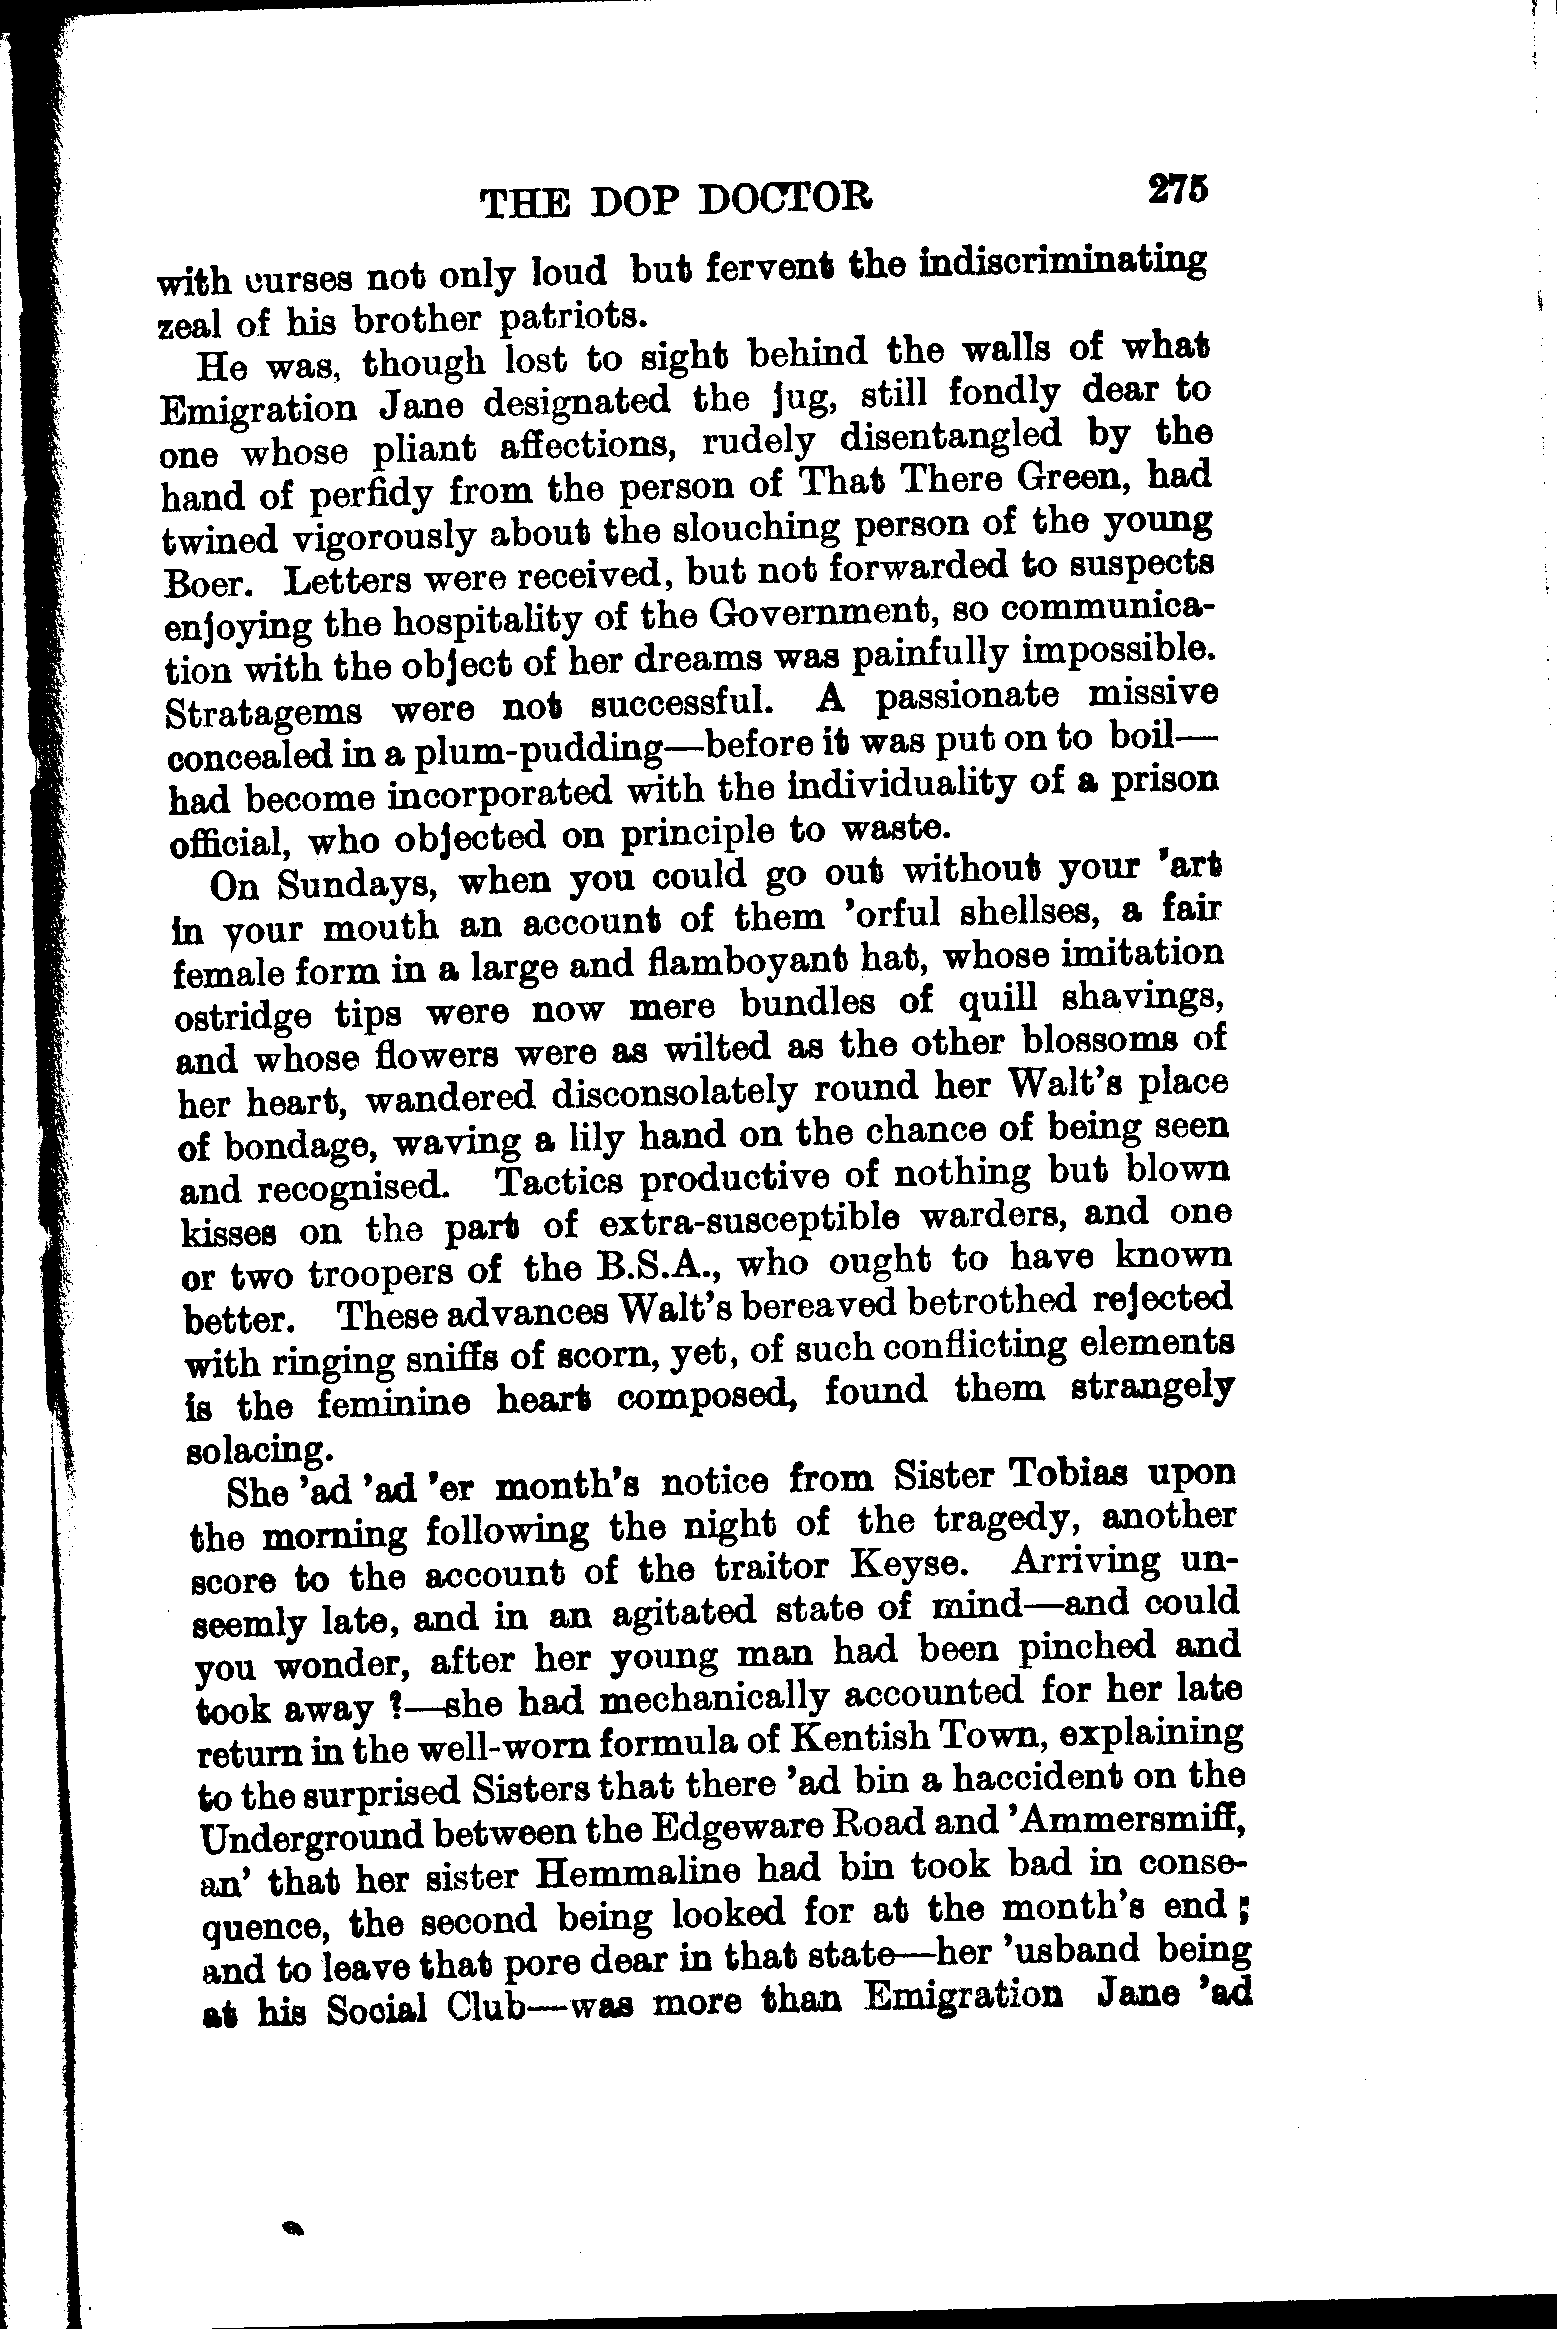 THE DOP DOCTOR 275
with curses not only loud but fervent the indiscriminating
zeal of his brother patriots.
He was, though lost to sight behind the walls of what
Emigration Jane designated the jug, still fondly dear to
one whose pliant affections, rudely disentangled by the
hand of perfidy from the person of That There Green, had
twined vigorously about the slouching person of the young
Boer. Letters were received, but not forwarded to suspects
enjoying the hospitality of the Government, so communica-
tion with the object of her dreams was painfully impossible.
Stratagems were not successful. A passionate missive
concealed in a plum-pudding—before it was put on to boil—
had become incorporated with the individuality of a prison
official, who objected on principle to waste.
On Sundays, when you could go out without your 'art
in your mouth an account of them 'orful shellses, a fair
female form in a large and flamboyant hat, whose imitation
ostridge tips were now mere bundles of quill shavings,
and whose flowers were as wilted as the other blossoms of
her heart, wandered disconsolately round her Walt's place
of bondage, waving a lily hand on the chance of being seen
and recognised. Tactics productive of nothing but blown
kisses on the part of extra-susceptible warders, and one
or two troopers of the B.S.A., who ought to have known
better. These advances Walt's bereaved betrothed rejected
with ringing sniffs of scorn, yet, of such conflicting elements
is the feminine heart composed, found them strangely
solacing.
She 'ad 'ad 'er month's notice from Sister Tobias upon
the morning following the night of the tragedy, another
score to the account of the traitor Keyse. Arriving un-
seemly late, and in an agitated state of mind—and could
you wonder, after her young man had been pinched and
took away ?—she had mechanically accounted for her late
return in the well-worn formula of Kentish Town, explaining
to the surprised Sisters that there 'ad bin a haccident on the
Underground between the Edgeware Road and 'Ammersmiff,
an' that her sister Hemmaline had bin took bad in conse-
quence, the second being looked for at the month's end ;
and to leave that pore dear in that state—her 'usband being
at his Social Club—was more than Emigration Jane 'ad